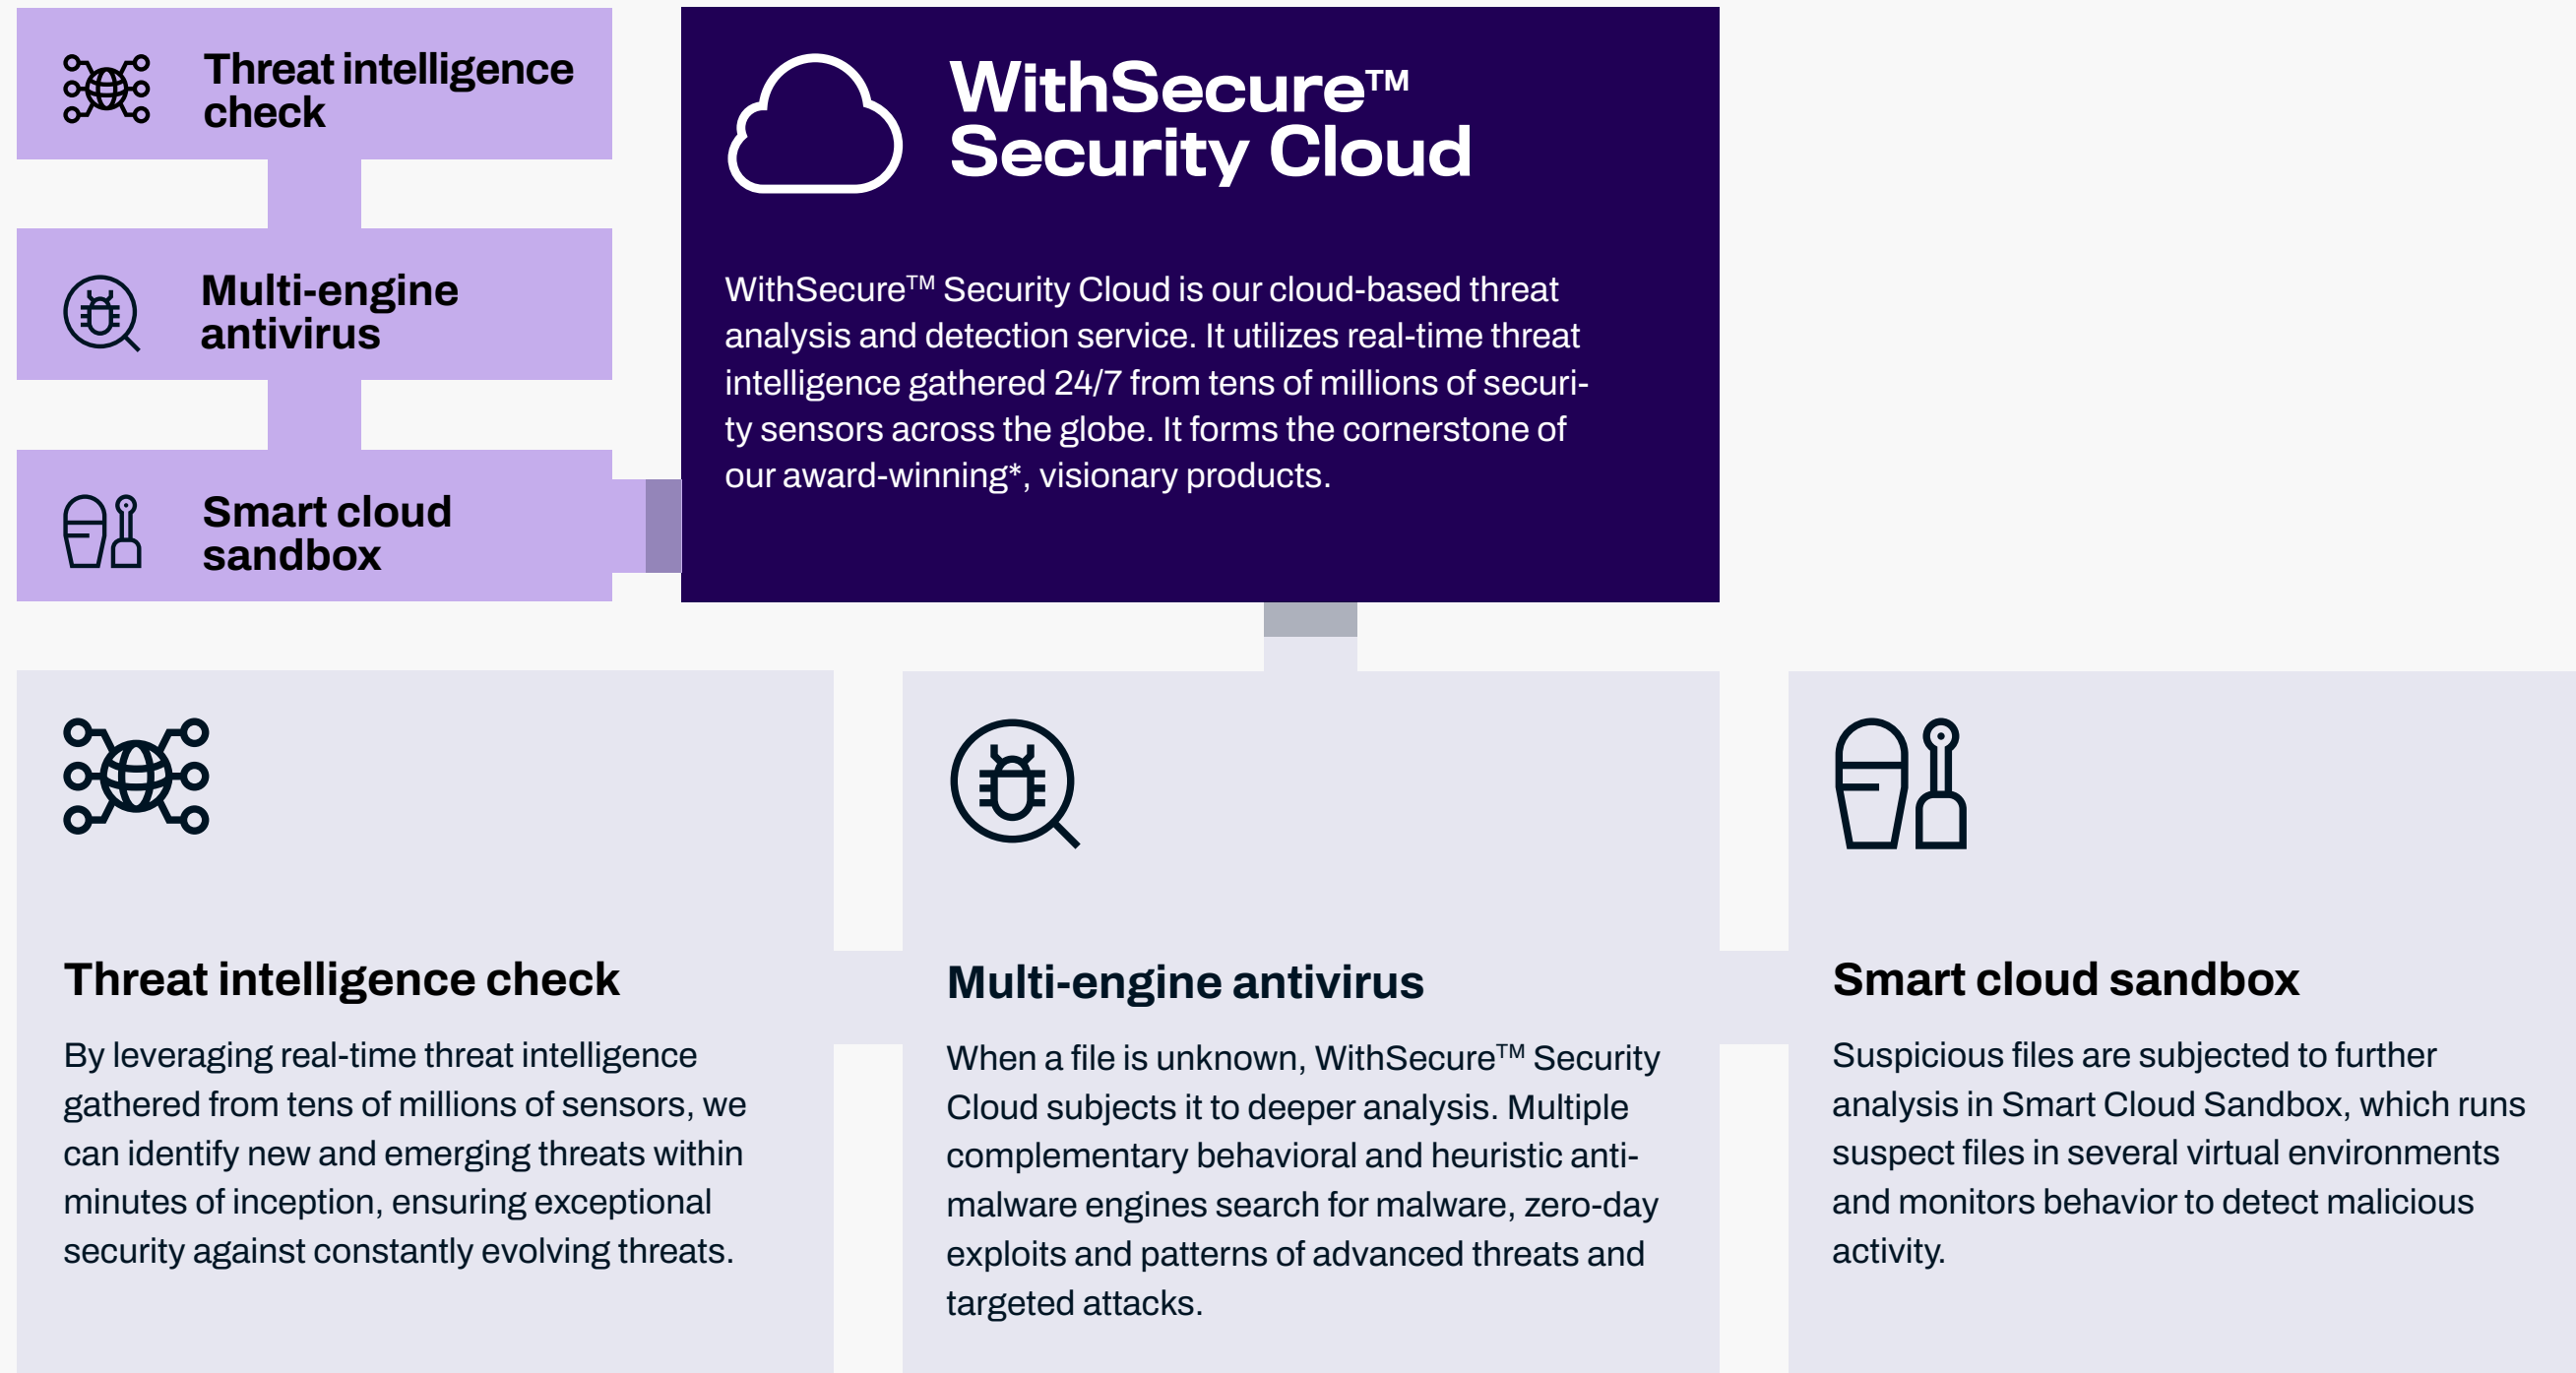 Threat intelligence
check
Multi-engine
antivirus
Smart cloud
sandbox
WithSecure™
Security Cloud
WithSecure™ Security Cloud is our cloud-based threat
analysis and detection service. It utilizes real-time threat
intelligence gathered 24/7 from tens of millions of securi-
ty sensors across the globe. It forms the cornerstone of
our award-winning*, visionary products.
Threat intelligence check
By leveraging real-time threat intelligence
gathered from tens of millions of sensors, we
can identify new and emerging threats within
minutes of inception, ensuring exceptional
security against constantly evolving threats.
Multi-engine antivirus
When a file is unknown, WithSecure™ Security
Cloud subjects it to deeper analysis. Multiple
complementary behavioral and heuristic anti-
malware engines search for malware, zero-day
exploits and patterns of advanced threats and
targeted attacks.
Smart cloud sandbox
Suspicious files are subjected to further
analysis in Smart Cloud Sandbox, which runs
suspect files in several virtual environments
and monitors behavior to detect malicious
activity.